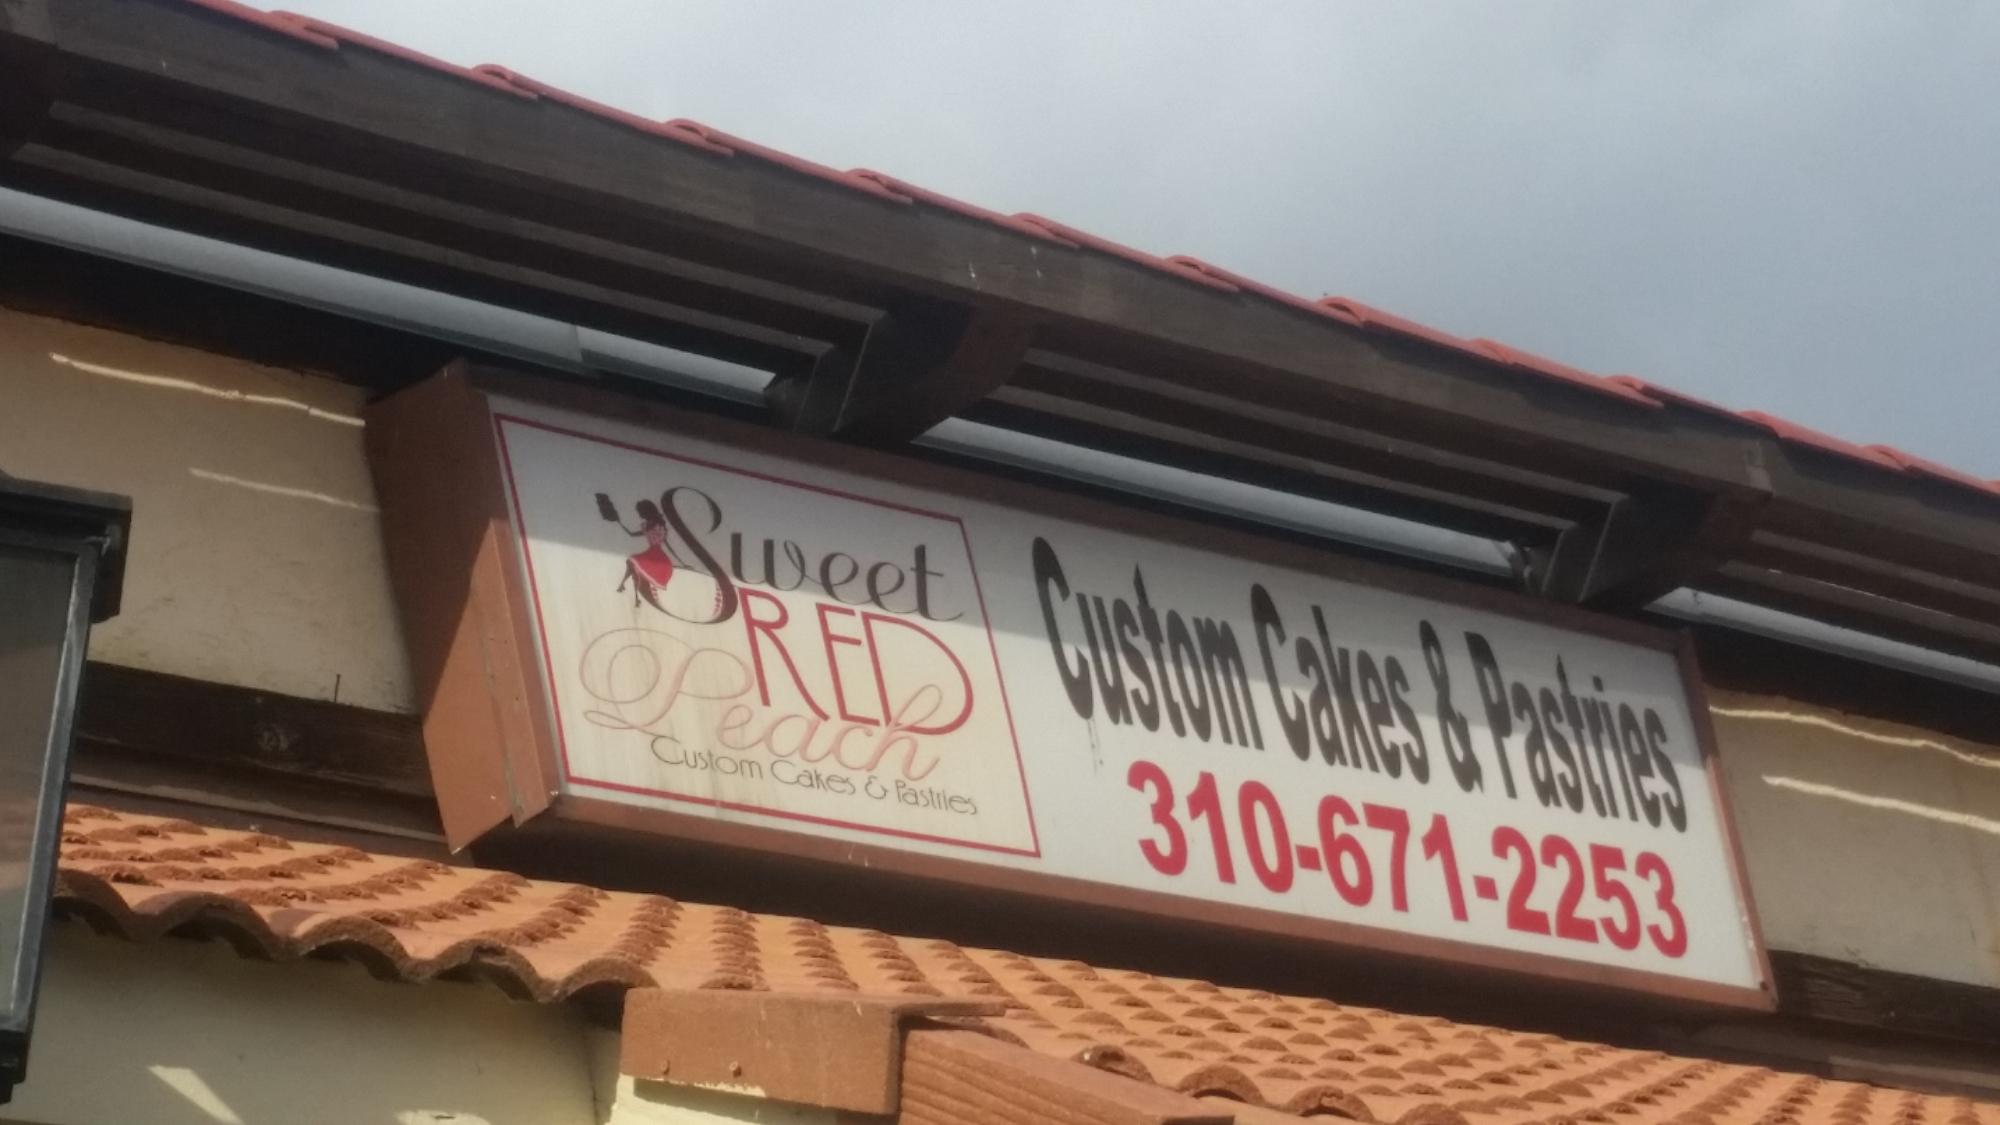 Sweet
RED
Peach
Custom Cakes & Pastries
Custom Cakes & Pastries
310-671-2253